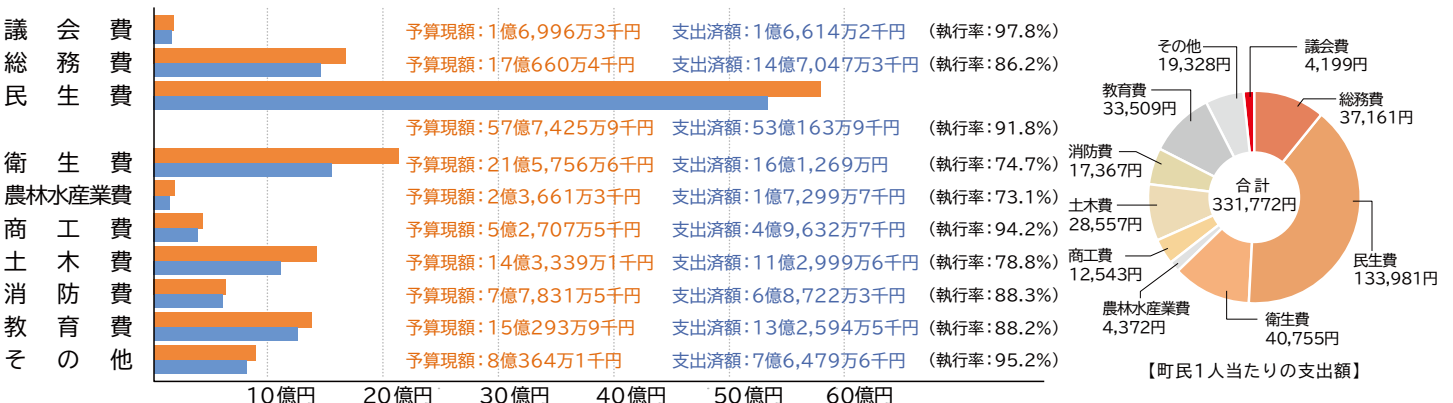 議会費 予算現額：1億6,996万3千円 支出済額：1億6,614万2千円 （執行率：97.8%）
総務費 予算現額：17億660万4千円 支出済額：14億7,047万3千円 （執行率：86.2%）
民生費
予算現額：57億7,425万9千円 支出済額：53億163万9千円 （執行率：91.8%）
衛生費 予算現額：21億5,756万6千円 支出済額：16億1,269万円 （執行率：74.7%）
農林水産業費 予算現額：2億3,661万3千円 支出済額：1億7,299万7千円 （執行率：73.1%）
商工費 予算現額：5億2,707万5千円 支出済額：4億9,632万7千円 （執行率：94.2%）
土木費 予算現額：14億3,339万1千円 支出済額：11億2,999万6千円 （執行率：78.8%）
消防費 予算現額：7億7,831万5千円 支出済額：6億8,722万3千円 （執行率：88.3%）
教育費 予算現額：15億293万9千円 支出済額：13億2,594万5千円 （執行率：88.2%）
その他 予算現額：8億364万1千円 支出済額：7億6,479万6千円 （執行率：95.2%）
10億円 20億円 30億円 40億円 50億円 60億円
議会費
4,199円
総務費
37,161円
民生費
133,981円
衛生費
40,755円
農林水産業費
4,372円
商工費
12,543円
土木費
28,557円
消防費
17,367円
教育費
33,509円
その他
19,328円
合計
331,772円
【町民1人当たりの支出額】